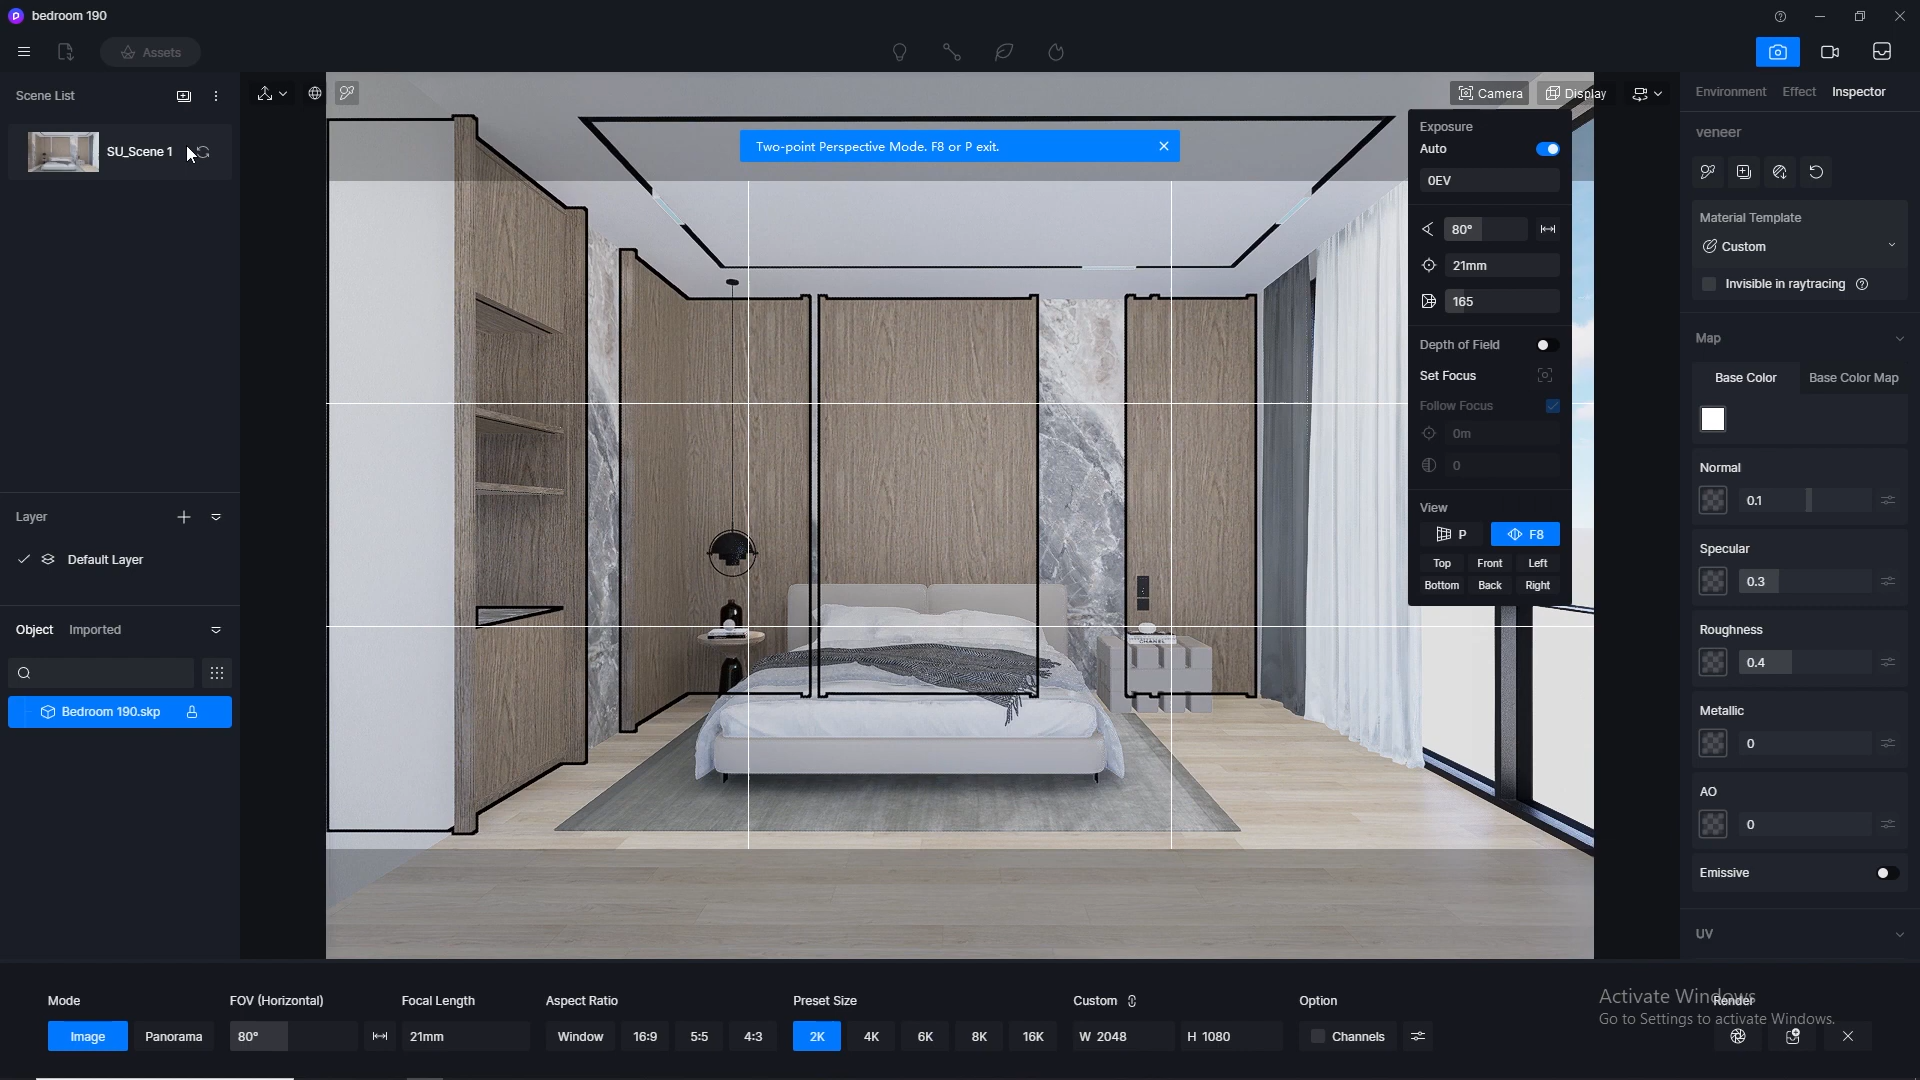 bedroom 190
Assets
Scene List
SU_Scene 1
Layer
Default Layer
Object Imported
Bedroom 190.skp
Camera
Display
Two-point Perspective Mode. F8 or P exit.
Exposure
Auto
0EV
80°
21mm
165
Depth of Field
Set Focus
Follow Focus
0m
0
View
P F8
Top Front Left
Bottom Back Right
CHANEL
Environment Effect Inspector
veneer
Material Template
Custom
Invisible in raytracing
Map
Base Color Base Color Map
Normal
0.1
Specular
0.3
Roughness
0.4
Metallic
0
AO
0
Emissive
UV
Mode FOV (Horizontal) Focal Length Aspect Ratio Preset Size Custom Option Render
Image Panorama 80° 21mm Window 16:9 5:5 4:3 2K 4K 6K 8K 16K W 2048 H 1080 Channels
Activate Windows
Go to Settings to activate Windows.